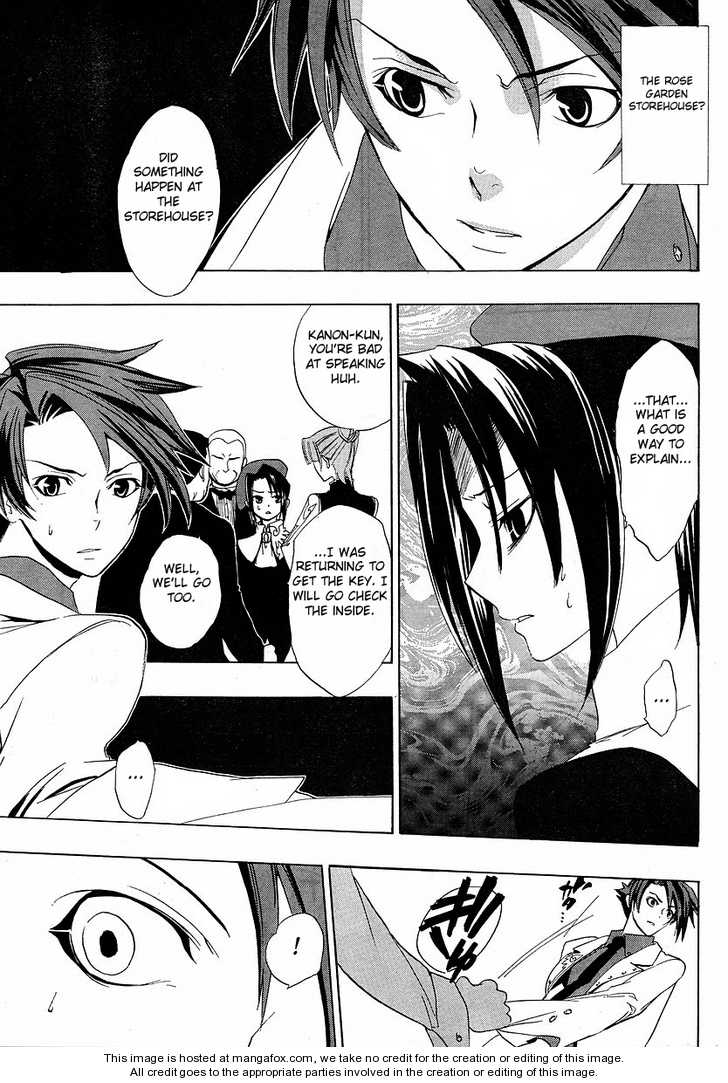 THE ROSE
GARDEN
STOREHOUSE?
DID
SOMETHING
HAPPEN AT
THE
STOREHOUSE?
...THAT...
WHAT IS
A GOOD
WAY TO
EXPLAIN...
...
KANON-KUN,
YOU'RE BAD
AT SPEAKING
HUH.
...I WAS
RETURNING TO
GET THE KEY. I
WILL GO CHECK
THE INSIDE.
WELL,
WE'LL GO
TOO.
...
!
This image is hosted at mangafox.com, we take no credit for the creation or editing of this image.
All credit goes to the appropriate parties involved in the creation or editing of this image.